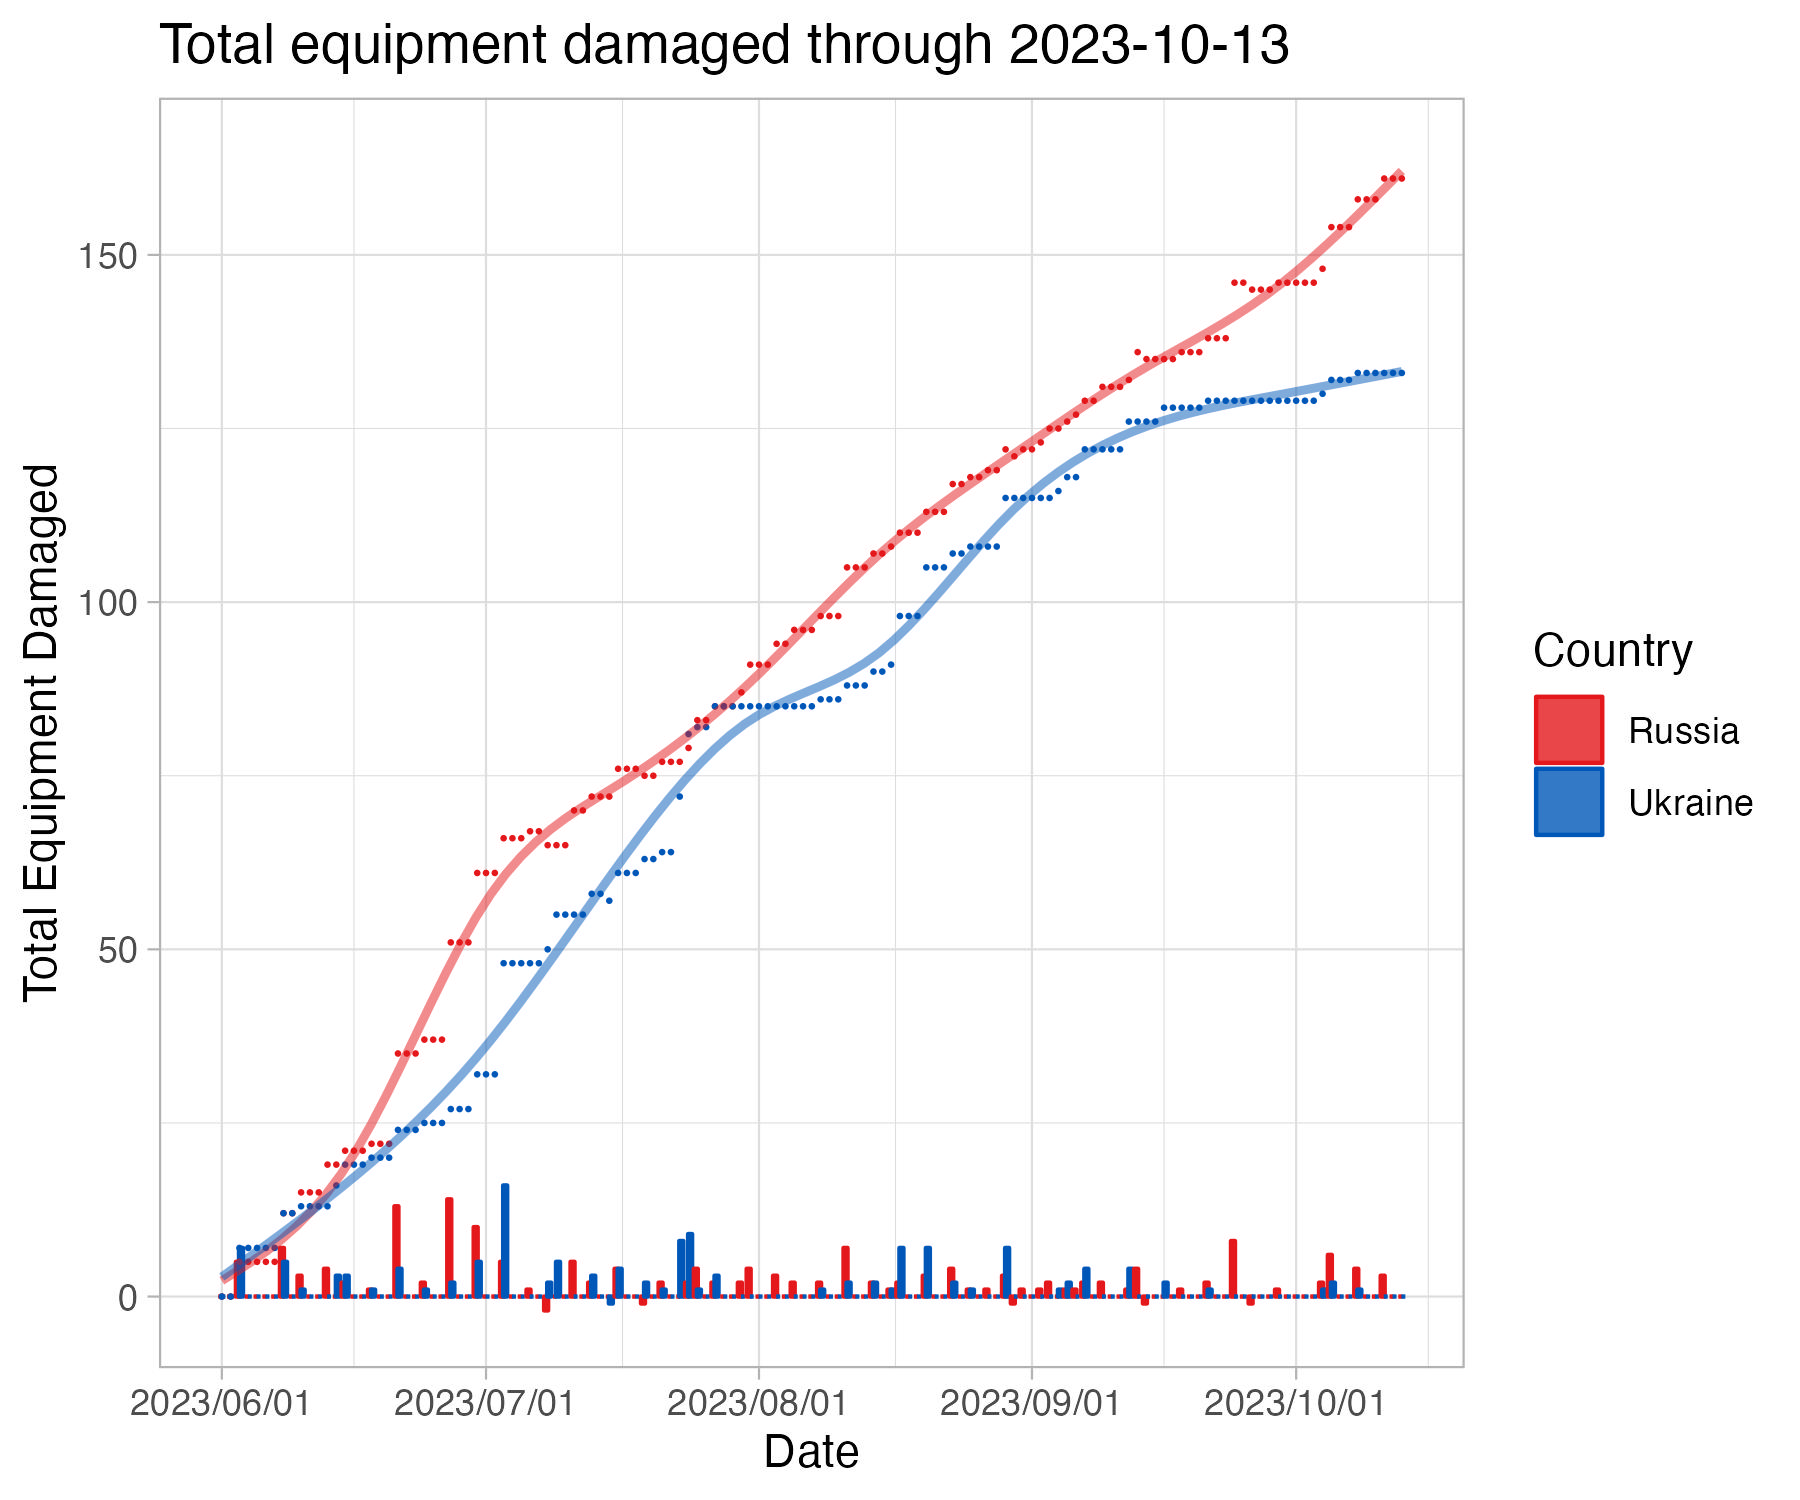 Total equipment damaged through 2023-10-13
Total Equipment Damaged
150
100
50
0
2023/06/01 2023/07/01 2023/08/01 2023/09/01 2023/10/01
Date
Country
Russia
Ukraine